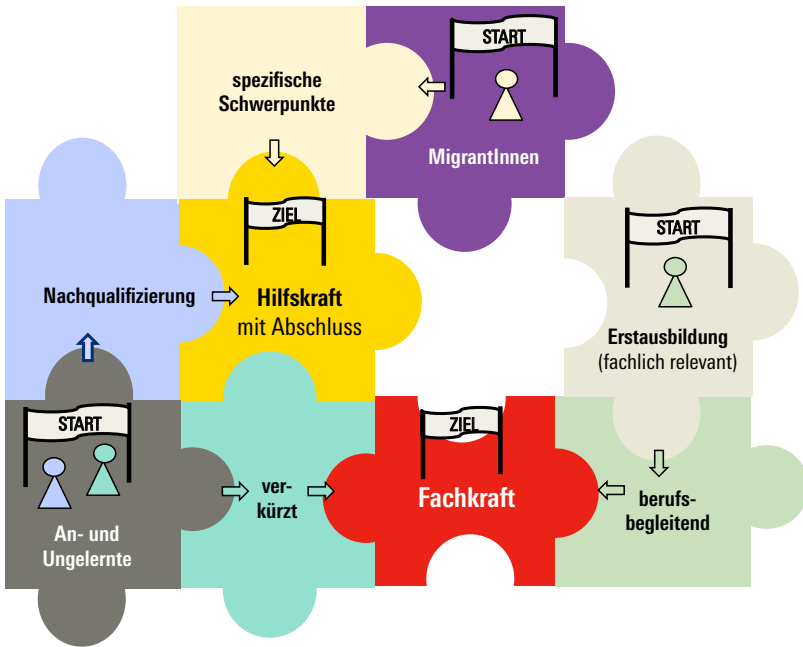 START
spezifische
Schwerpunkte
MigrantInnen
ZIEL
START
Nachqualifizierung
Hilfskraft
mit Abschluss
Erstausbildung
(fachlich relevant)
START
ZIEL
ver-
kürzt
Fachkraft
berufs-
begleitend
An- und
Ungelernte